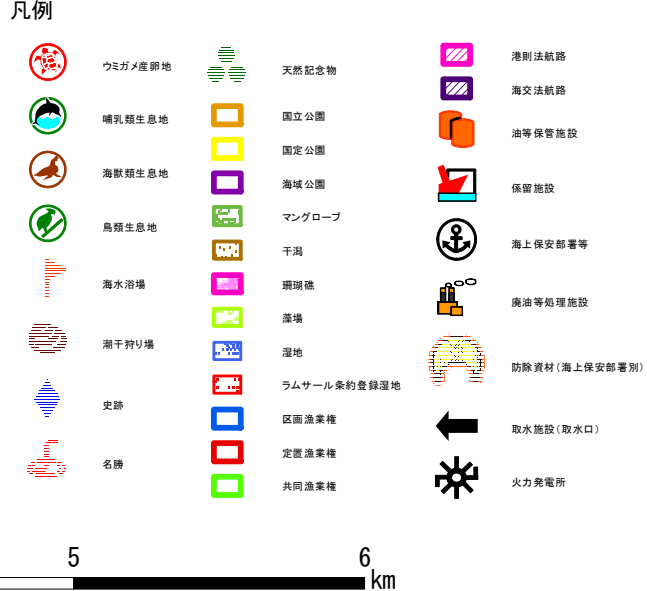 凡例
ウミガメ産卵地
哺乳類生息地
海獣類生息地
鳥類生息地
海水浴場
潮干狩り場
史跡
名勝
天然記念物
国立公園
国定公園
海域公園
マングローブ
干潟
珊瑚礁
藻場
湿地
ラムサール条約登録湿地
区画漁業権
定置漁業権
共同漁業権
港則法航路
海交法航路
油等保管施設
係留施設
海上保安部署等
廃油等処理施設
防除資材(海上保安部署別)
取水施設(取水口)
火力発電所
5 6
km